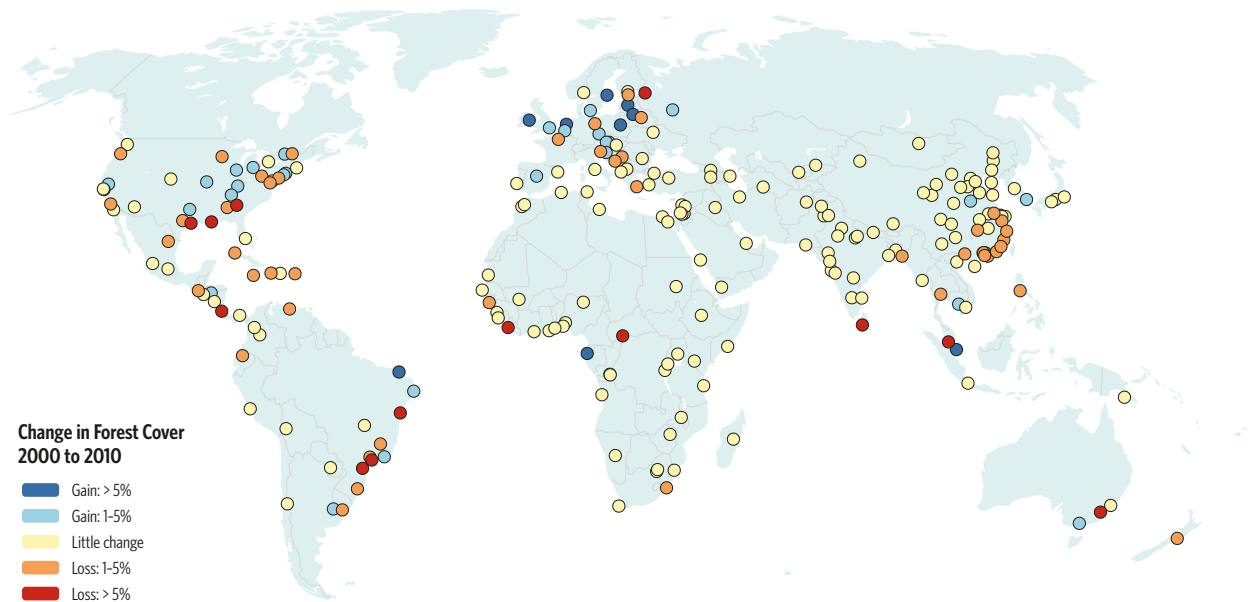 Change in Forest Cover
2000 to 2010
Gain: > 5%
Gain: 1–5%
Little change
Loss: 1–5%
Loss: > 5%